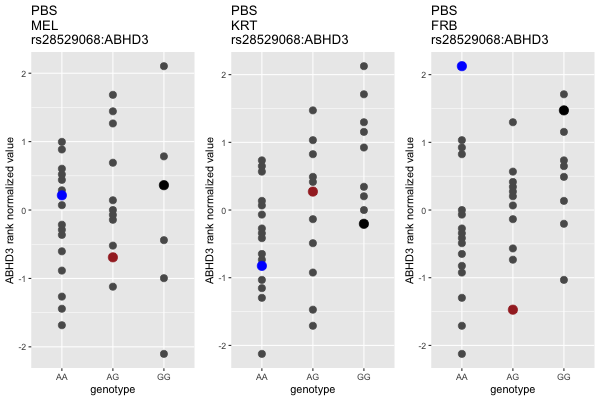 PBS
MEL
rs28529068:ABHD3
ABHD3 rank normalized value
2
1
0
-1
-2
AA AG GG
genotype
PBS
KRT
rs28529068:ABHD3
ABHD3 rank normalized value
2
1
0
-1
-2
AA AG GG
genotype
PBS
FRB
rs28529068:ABHD3
ABHD3 rank normalized value
2
1
0
-1
-2
AA AG GG
genotype